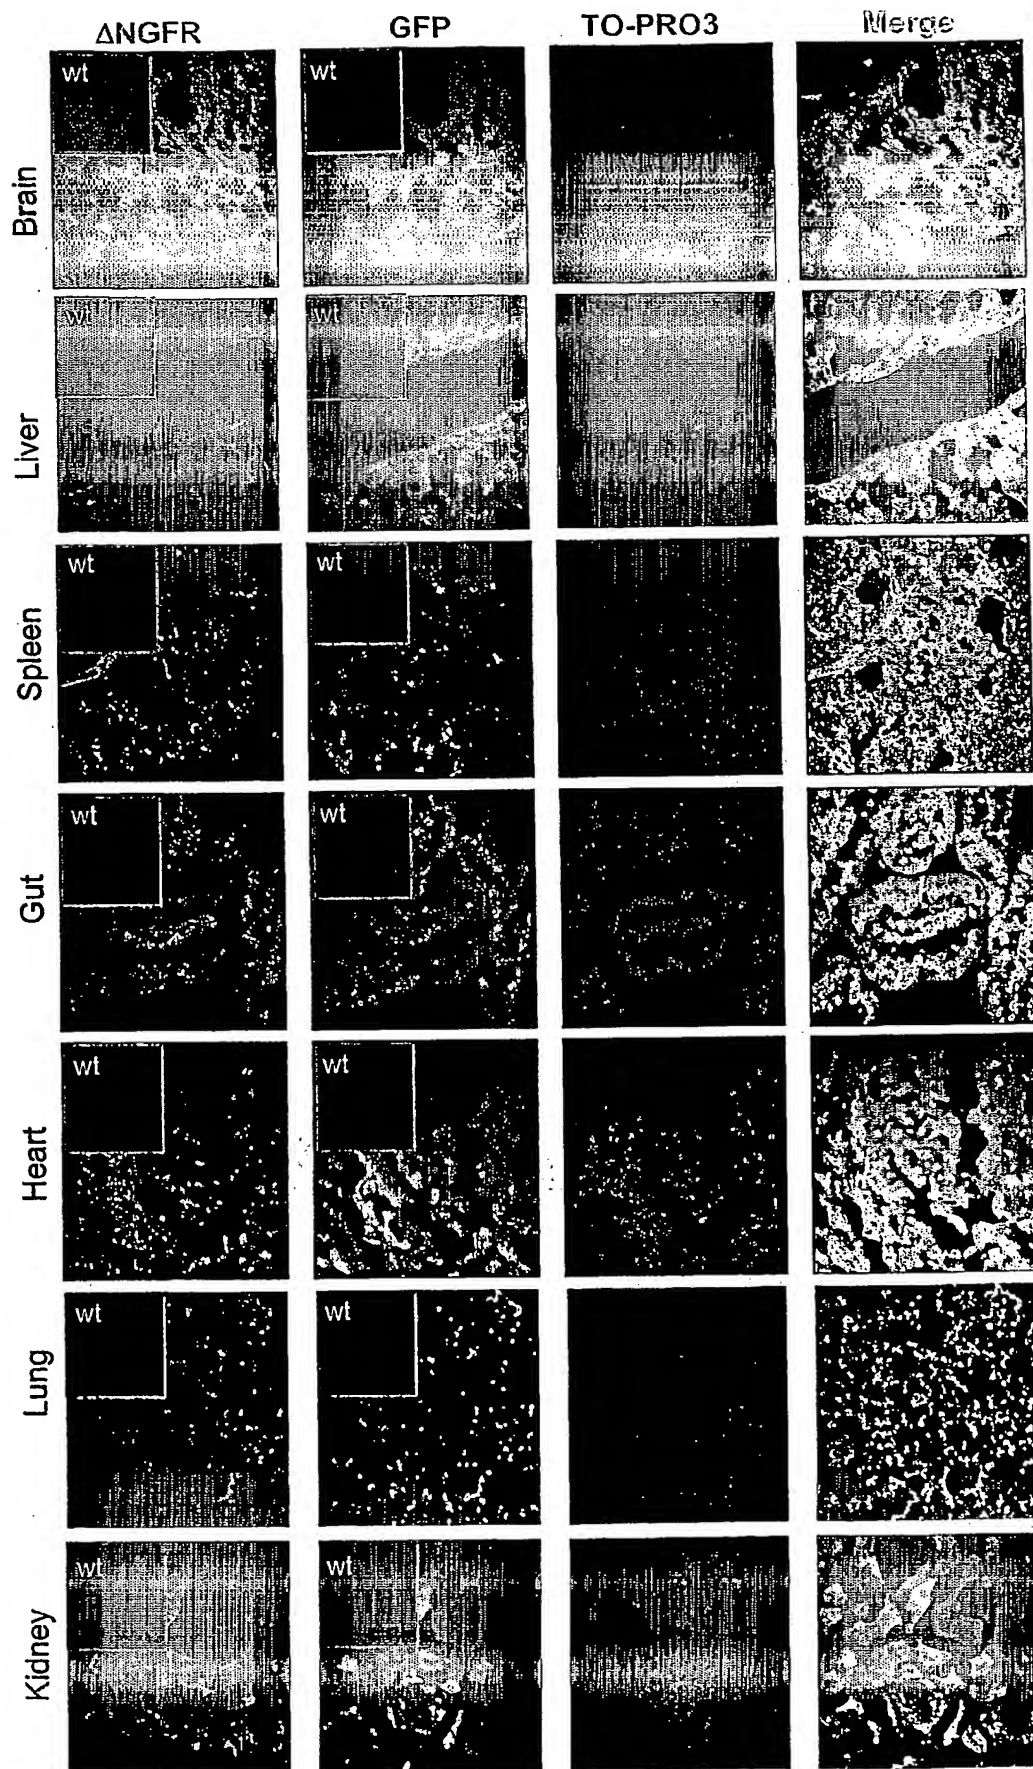 ΔNGFR GFP TO-PRO3 Merge
Brain wt wt
Liver wt wt
Spleen wt wt
Gut wt wt
Heart wt wt
Lung wt wt
Kidney wt wt